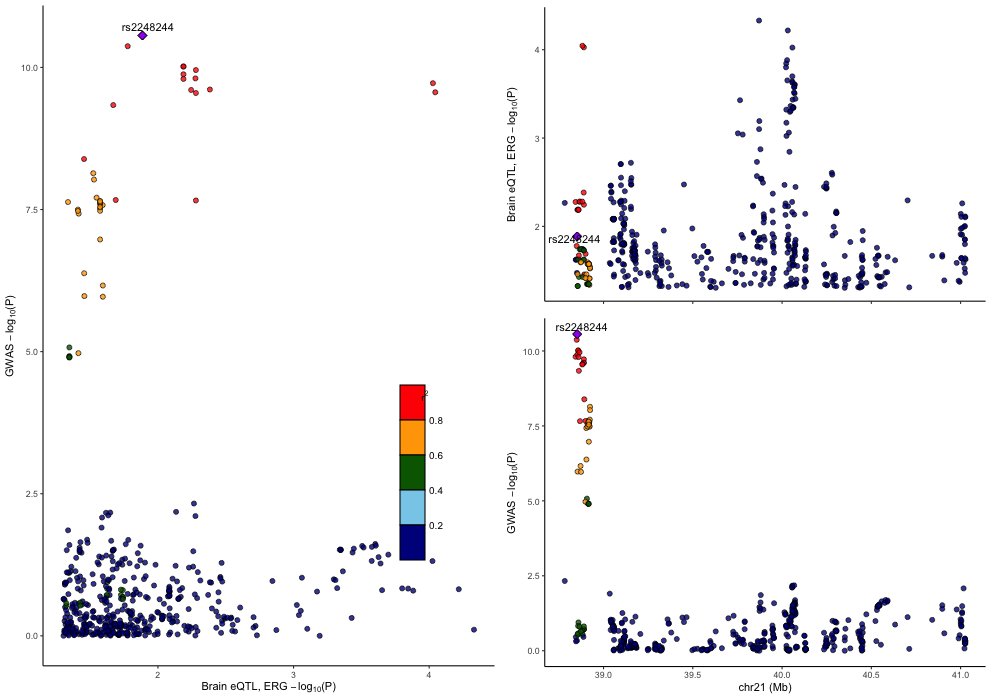 rs2248244
10.0
7.5
5.0
2.5
0.0
GWAS −log10(P)
2
3
4
Brain eQTL, ERG −log10(P)
r2
0.8
0.6
0.4
0.2
4
3
2
Brain eQTL, ERG −log10(P)
rs2248244
rs2248244
10.0
7.5
5.0
2.5
0.0
GWAS −log10(P)
39.0
39.5
40.0
40.5
41.0
chr21 (Mb)